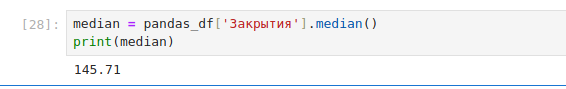 [28]: median = pandas_df['Закрытия'].median()
print(median)
145.71